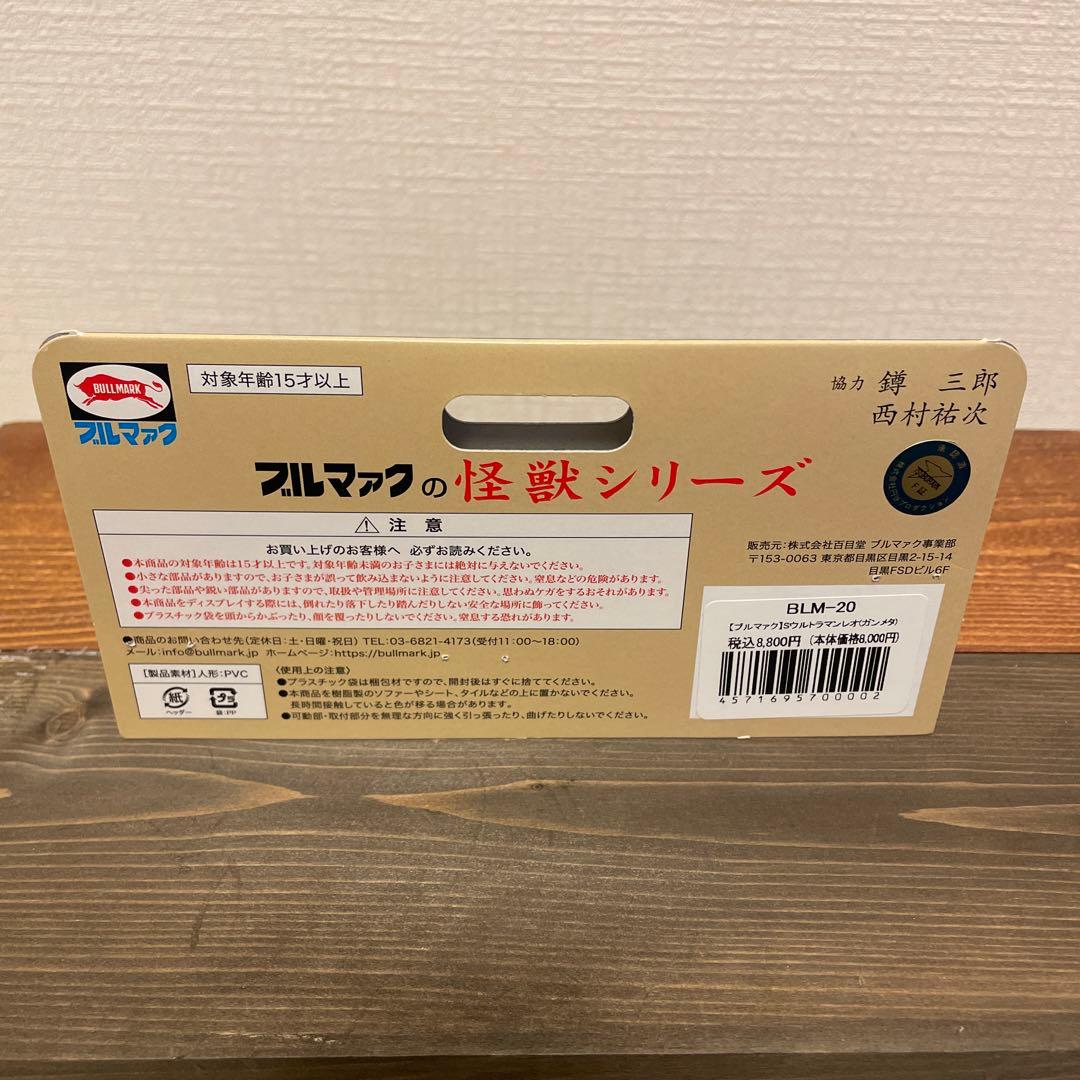 BULLMARK
ブルマァク
対象年齢15才以上
協力 鐏 三郎
西村祐次
ブルマァクの怪獣シリーズ
⚠ 注意
お買い上げのお客様へ 必ずお読みください。
●本商品の対象年齢は15才以上です。対象年齢未満のお子さまには絶対に与えないでください。
●小さな部品がありますので、お子さまが誤って飲み込まないように注意してください。窒息などの危険があります。
●尖った部品や鋭い部品がありますので、取扱や管理場所に注意してください。思わぬケガをするおそれがあります。
●本商品をディスプレイする際には、倒れたり落下したり踏んだりしない安全な場所に飾ってください。
●プラスチック袋を頭からかぶったり、顔を覆ったりしないでください。窒息する恐れがあります。
●商品のお問い合わせ先(定休日:土・日曜・祝日) TEL:03-6821-4173(受付11:00〜18:00)
メール:info@bullmark.jp ホームページ:https://bullmark.jp
[製品素材]人形:PVC
紙
ヘッダー
プラ
袋:PP
〈使用上の注意〉
●プラスチック袋は梱包材ですので、開封後はすぐに捨ててください。
●本商品を樹脂製のソファーやシート、タイルなどの上に置かないでください。
長時間接触していると色が移る場合があります。
●可動部・取付部分を無理な方向に強く引っ張ったり、曲げたりしないでください。
承認済
株式会社円谷プロダクション
F証
販売元:株式会社百目堂 ブルマァク事業部
〒153-0063 東京都目黒区目黒2-15-14
目黒FSDビル6F
BLM-20
【ブルマァク】Sウルトラマンレオ(ガンメタ)
税込8,800円 (本体価格8,000円)
4571695700002